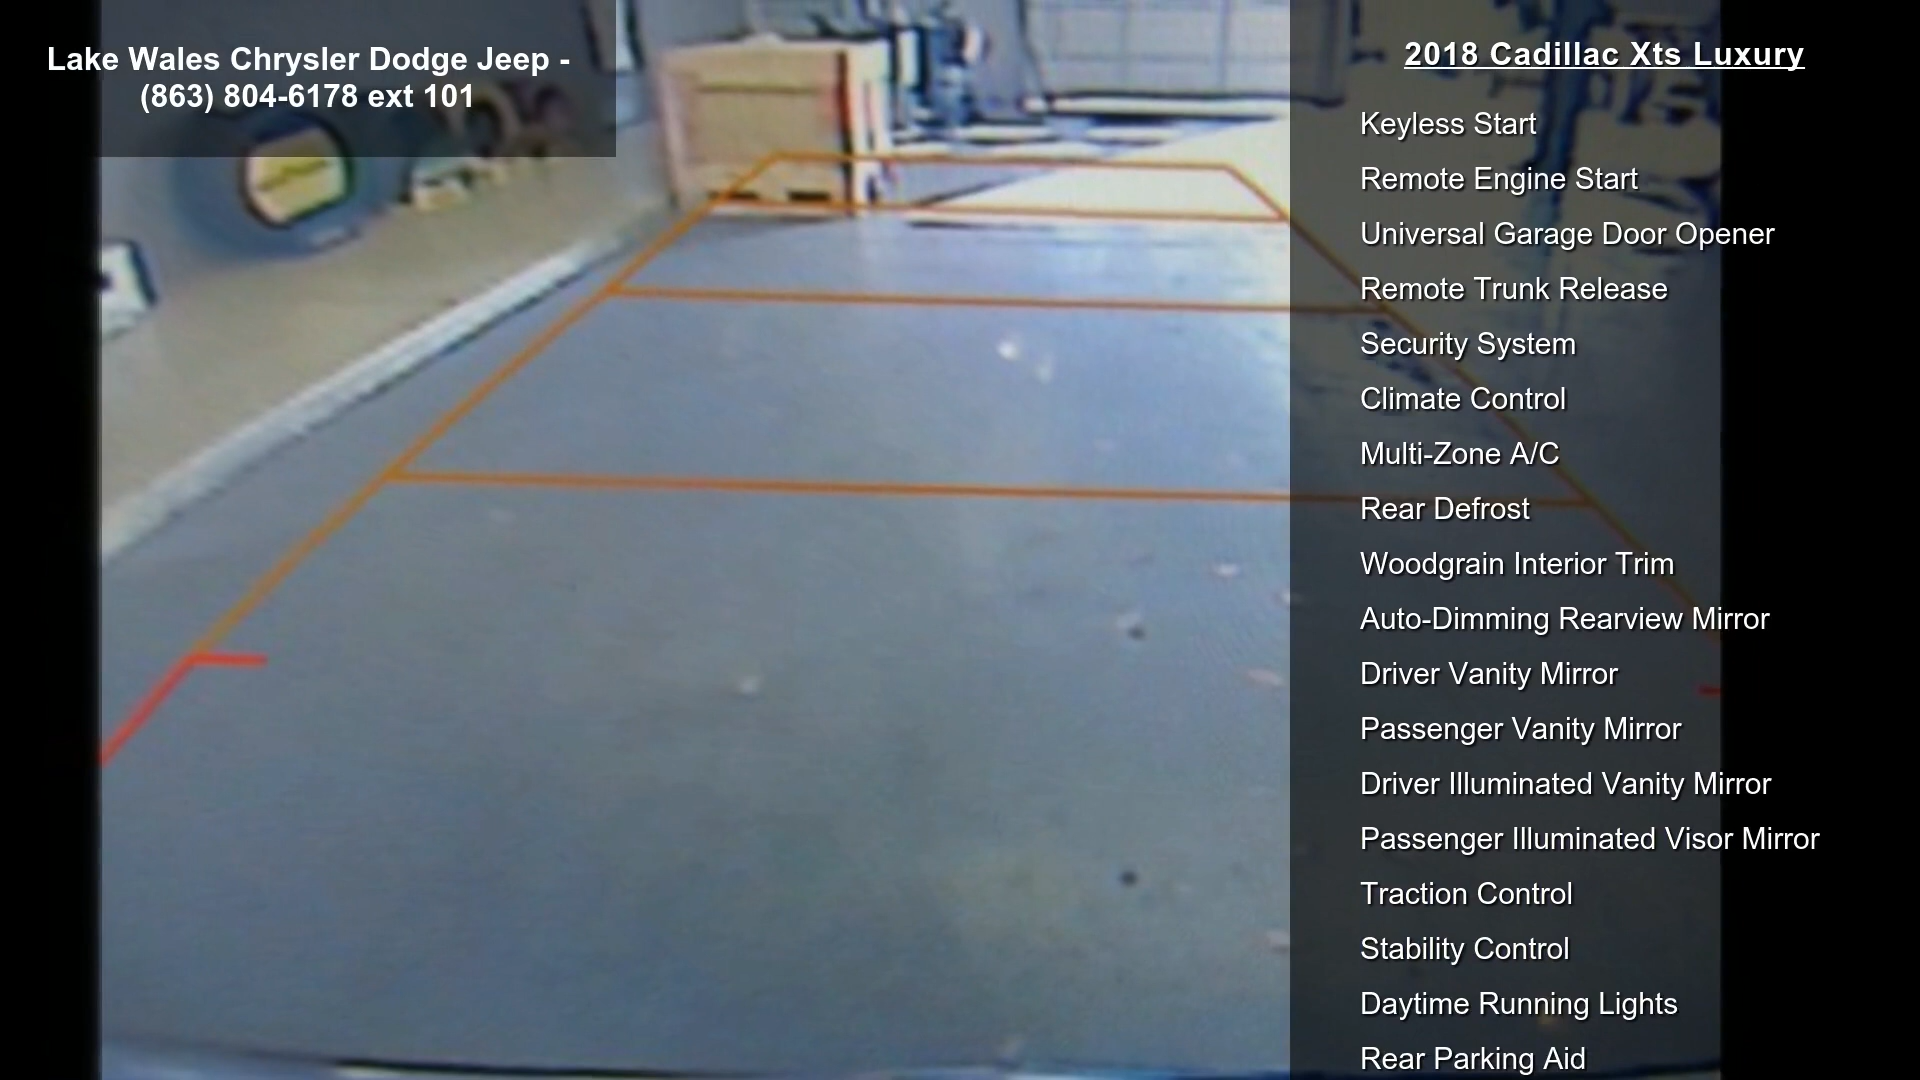 Lake Wales Chrysler Dodge Jeep -
(863) 804-6178 ext 101
2018 Cadillac Xts Luxury
Keyless Start
Remote Engine Start
Universal Garage Door Opener
Remote Trunk Release
Security System
Climate Control
Multi-Zone A/C
Rear Defrost
Woodgrain Interior Trim
Auto-Dimming Rearview Mirror
Driver Vanity Mirror
Passenger Vanity Mirror
Driver Illuminated Vanity Mirror
Passenger Illuminated Visor Mirror
Traction Control
Stability Control
Daytime Running Lights
Rear Parking Aid